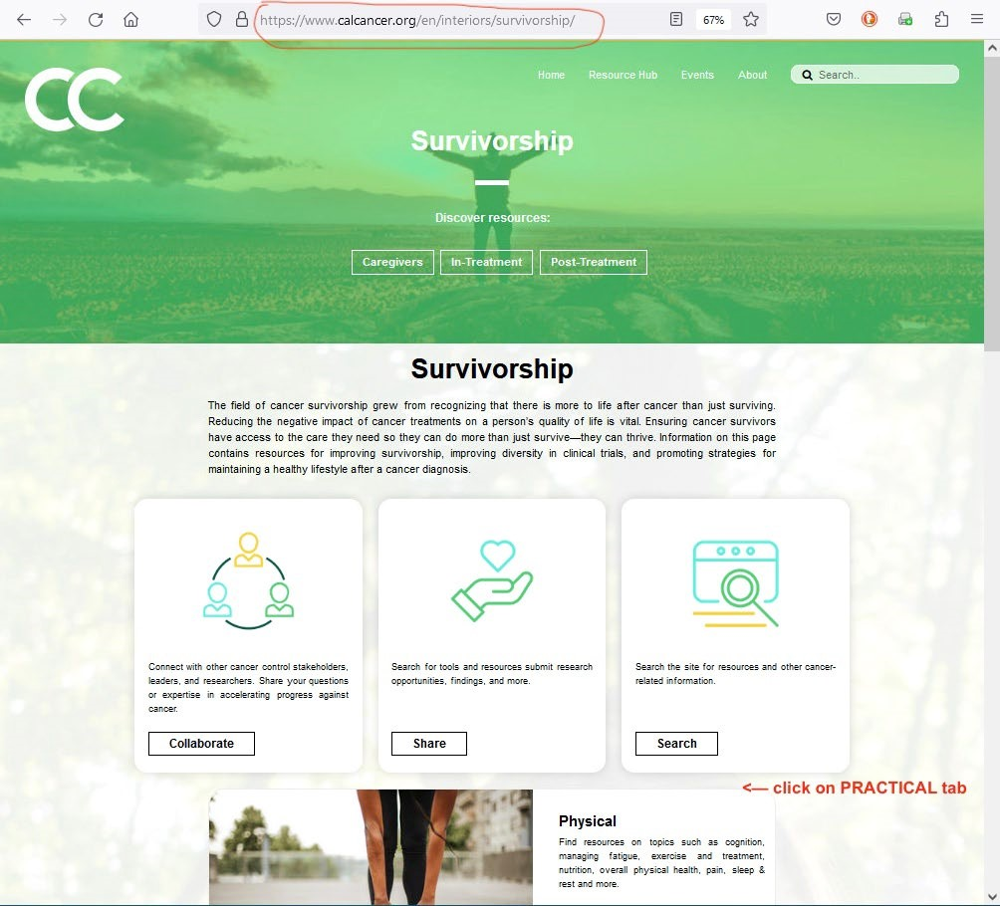 https://www.calcancer.org/en/interiors/survivorship/
67%
CC
Home Resource Hub Events About Search..
Survivorship
Discover resources:
Caregivers In-Treatment Post-Treatment
Survivorship
The field of cancer survivorship grew from recognizing that there is more to life after cancer than just surviving.
Reducing the negative impact of cancer treatments on a person's quality of life is vital. Ensuring cancer survivors
have access to the care they need so they can do more than just survive—they can thrive. Information on this page
contains resources for improving survivorship, improving diversity in clinical trials, and promoting strategies for
maintaining a healthy lifestyle after a cancer diagnosis.
Connect with other cancer control stakeholders,
leaders, and researchers. Share your questions
or expertise in accelerating progress against
cancer.
Collaborate
Search for tools and resources submit research
opportunities, findings, and more.
Share
Search the site for resources and other cancer-
related information.
Search
<— click on PRACTICAL tab
Physical
Find resources on topics such as cognition,
managing fatigue, exercise and treatment,
nutrition, overall physical health, pain, sleep &
rest and more.